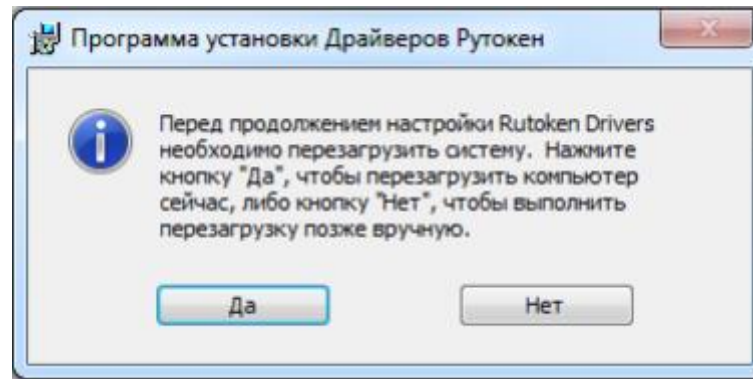 Программа установки Драйверов Рутокен
Перед продолжением настройки Rutoken Drivers
необходимо перезагрузить систему. Нажмите
кнопку "Да", чтобы перезагрузить компьютер
сейчас, либо кнопку "Нет", чтобы выполнить
перезагрузку позже вручную.
Да
Нет